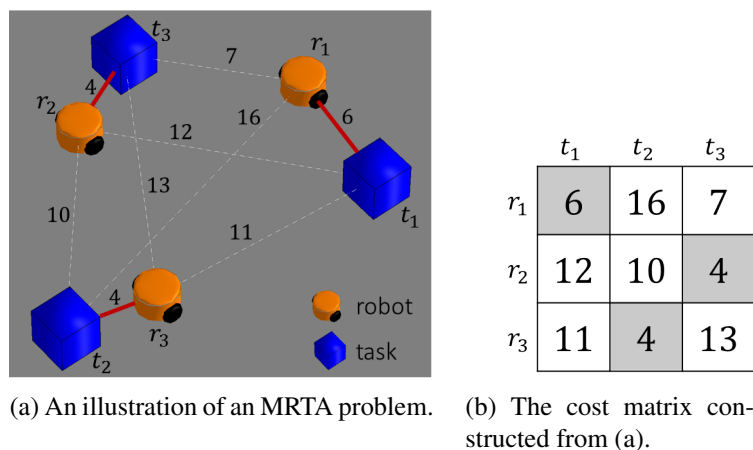 t₃
7
r₁
4
r₂
16
6
12
13
t₁
10
11
4
r₃
robot
t₂
task
t₁ t₂ t₃
r₁ 6 16 7
r₂ 12 10 4
r₃ 11 4 13
(a) An illustration of an MRTA problem.
(b) The cost matrix con-
structed from (a).